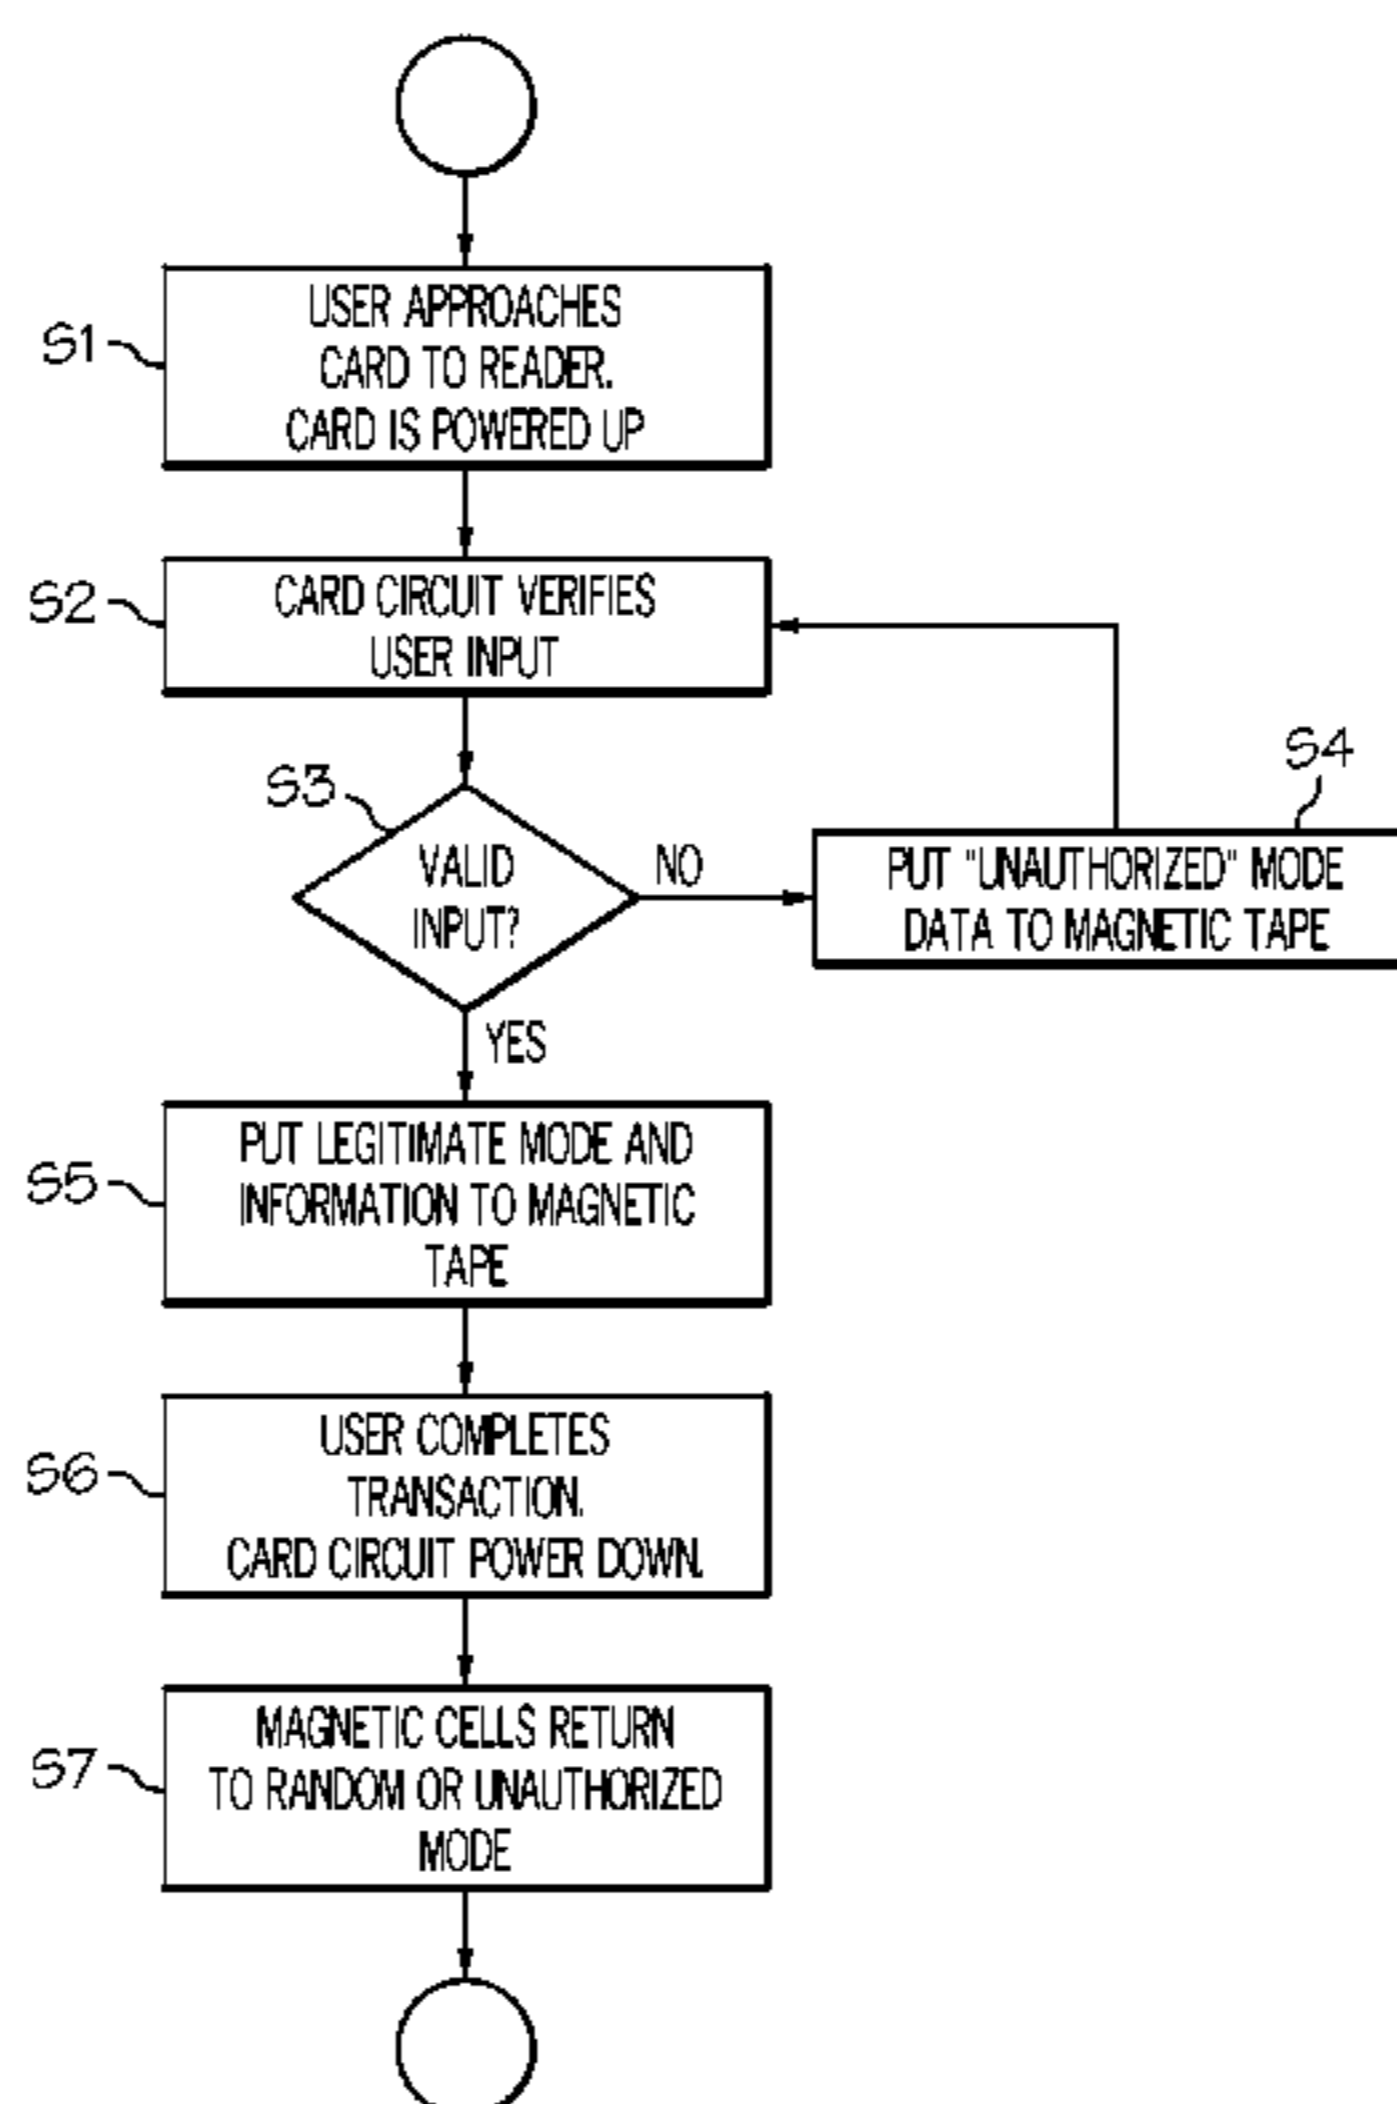 S1
USER APPROACHES
CARD TO READER.
CARD IS POWERED UP
S2
CARD CIRCUIT VERIFIES
USER INPUT
S3
VALID
INPUT?
NO
S4
PUT "UNAUTHORIZED" MODE
DATA TO MAGNETIC TAPE
YES
S5
PUT LEGITIMATE MODE AND
INFORMATION TO MAGNETIC
TAPE
S6
USER COMPLETES
TRANSACTION.
CARD CIRCUIT POWER DOWN.
S7
MAGNETIC CELLS RETURN
TO RANDOM OR UNAUTHORIZED
MODE